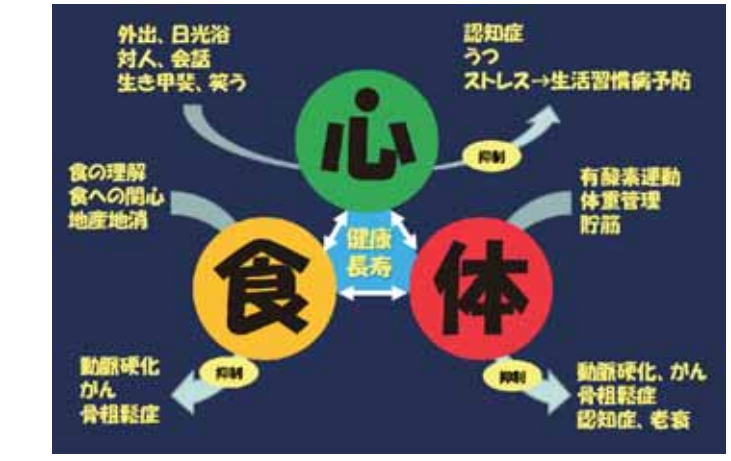 外出、日光浴
対人、会話
生き甲斐、笑う
認知症
うつ
ストレス→生活習慣病予防
心
抑制
食の理解
食への関心
地産地消
有酸素運動
体重管理
貯筋
健康
長寿
食
体
抑制
抑制
動脈硬化
がん
骨粗鬆症
動脈硬化、がん
骨粗鬆症
認知症、老衰